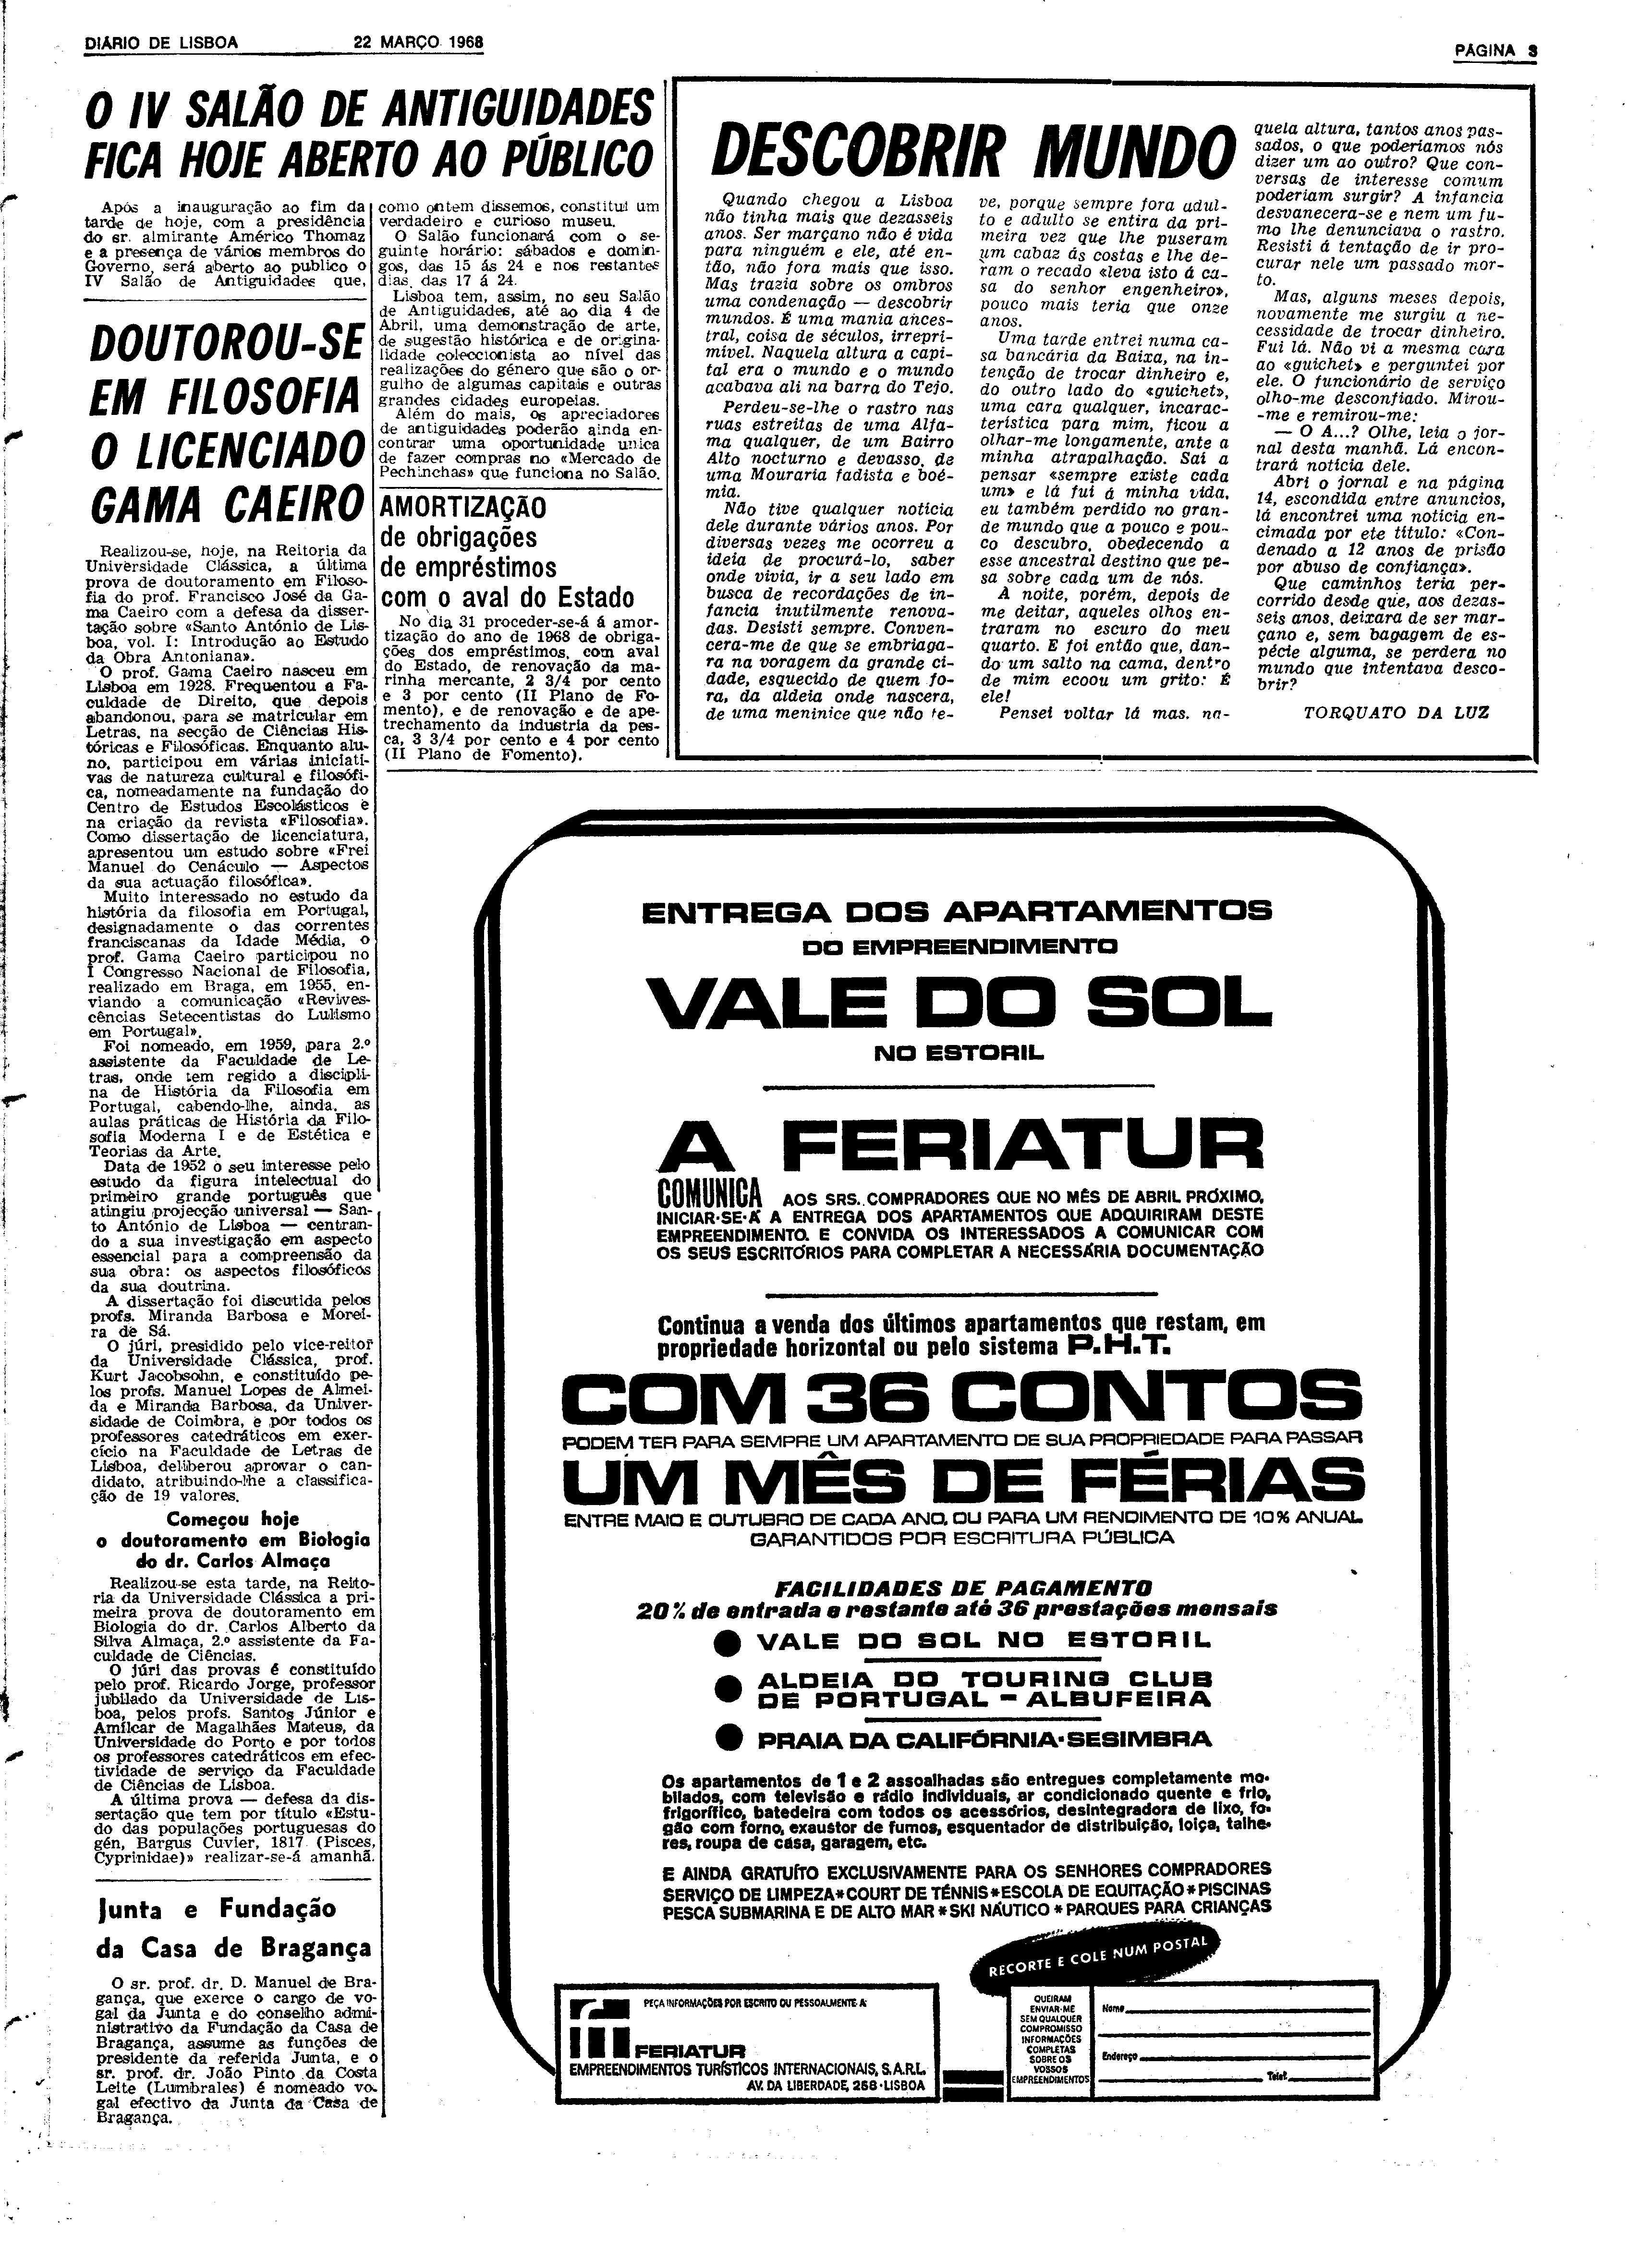 DIÁRIO DE LISBOA 22 MARÇO 1968
PÁGINA 3
O IV SALÃO DE ANTIGUIDADES
FICA HOJE ABERTO AO PÚBLICO
Após a inauguração ao fim da
tarde de hoje, com a presidência
do sr. almirante Américo Thomaz
e a presença de vários membros do
Governo, será aberto ao publico o
IV Salão de Antiguidades que,
como ontem dissemos, constitui um
verdadeiro e curioso museu.
O Salão funcionará com o se-
guinte horário: sábados e domin-
gos, das 15 ás 24 e nos restantes
dias, das 17 á 24.
Lisboa tem, assim, no seu Salão
de Antiguidades, até ao dia 4 de
Abril, uma demonstração de arte,
de sugestão histórica e de origina-
lidade coleccionista ao nível das
realizações do género que são o or-
gulho de algumas capitais e outras
grandes cidades europeias.
Além do mais, os apreciadores
de antiguidades poderão ainda en-
contrar uma oportunidade unica
de fazer compras no «Mercado de
Pechinchas» que funciona no Salão.
DOUTOROU-SE
EM FILOSOFIA
O LICENCIADO
GAMA CAEIRO
Realizou-se, hoje, na Reitoria da
Universidade Clássica, a última
prova de doutoramento em Filoso-
fia do prof. Francisco José da Ga-
ma Caeiro com a defesa da disser-
tação sobre «Santo António de Lis-
boa, vol. I: Introdução ao Estudo
da Obra Antoniana».
O prof. Gama Caeiro nasceu em
Lisboa em 1928. Frequentou a Fa-
culdade de Direito, que depois
abandonou, para se matricular em
Letras, na secção de Ciências His-
tóricas e Filosóficas. Enquanto alu-
no, participou em várias iniciati-
vas de natureza cultural e filosófi-
ca, nomeadamente na fundação do
Centro de Estudos Escolásticos e
na criação da revista «Filosofia».
Como dissertação de licenciatura,
apresentou um estudo sobre «Frei
Manuel do Cenáculo — Aspectos
da sua actuação filosófica».
Muito interessado no estudo da
história da filosofia em Portugal,
designadamente o das correntes
franciscanas da Idade Média, o
prof. Gama Caeiro participou no
I Congresso Nacional de Filosofia,
realizado em Braga, em 1955, en-
viando a comunicação «Revives-
cências Setecentistas do Lulismo
em Portugal».
Foi nomeado, em 1959, para 2.º
assistente da Faculdade de Le-
tras, onde tem regido a discipli-
na de História da Filosofia em
Portugal, cabendo-lhe, ainda, as
aulas práticas de História da Filo-
sofia Moderna I e de Estética e
Teorias da Arte.
Data de 1952 o seu interesse pelo
estudo da figura intelectual do
primeiro grande português que
atingiu projecção universal — San-
to António de Lisboa — centran-
do a sua investigação em aspecto
essencial para a compreensão da
sua obra: os aspectos filosóficos
da sua doutrina.
A dissertação foi discutida pelos
profs. Miranda Barbosa e Morei-
ra de Sá.
O júri, presidido pelo vice-reitor
da Universidade Clássica, prof.
Kurt Jacobsohn, e constituído pe-
los profs. Manuel Lopes de Almei-
da e Miranda Barbosa, da Univer-
sidade de Coimbra, e por todos os
professores catedráticos em exer-
cício na Faculdade de Letras de
Lisboa, deliberou aprovar o can-
didato, atribuindo-lhe a classifica-
ção de 19 valores.
Começou hoje
o doutoramento em Biologia
do dr. Carlos Almaça
Realizou-se esta tarde, na Reito-
ria da Universidade Clássica a pri-
meira prova de doutoramento em
Biologia do dr. Carlos Alberto da
Silva Almaça, 2.º assistente da Fa-
culdade de Ciências.
O júri das provas é constituído
pelo prof. Ricardo Jorge, professor
jubilado da Universidade de Lis-
boa, pelos profs. Santos Júnior e
Amílcar de Magalhães Mateus, da
Universidade do Porto e por todos
os professores catedráticos em efec-
tividade de serviço da Faculdade
de Ciências de Lisboa.
A última prova — defesa da dis-
sertação que tem por título «Estu-
do das populações portuguesas do
gén, Bargus Cuvier, 1817 (Pisces,
Cyprinidae)» realizar-se-á amanhã.
Junta e Fundação
da Casa de Bragança
O sr. prof. dr. D. Manuel de Bra-
gança, que exerce o cargo de vo-
gal da Junta e do conselho admi-
nistrativo da Fundação da Casa de
Bragança, assume as funções de
presidente da referida Junta, e o
sr. prof. dr. João Pinto da Costa
Leite (Lumbrales) é nomeado vo-
gal efectivo da Junta da Casa de
Bragança.
AMORTIZAÇÃO
de obrigações
de empréstimos
com o aval do Estado
No dia 31 proceder-se-á á amor-
tização do ano de 1968 de obriga-
ções dos empréstimos, com aval
do Estado, de renovação da ma-
rinha mercante, 2 3/4 por cento
e 3 por cento (II Plano de Fo-
mento), e de renovação e de ape-
trechamento da industria da pes-
ca, 3 3/4 por cento e 4 por cento
(II Plano de Fomento).
DESCOBRIR MUNDO
Quando chegou a Lisboa
não tinha mais que dezasseis
anos. Ser marçano não é vida
para ninguém e ele, até en-
tão, não fora mais que isso.
Mas trazia sobre os ombros
uma condenação — descobrir
mundos. É uma mania ances-
tral, coisa de séculos, irrepri-
mível. Naquela altura a capi-
tal era o mundo e o mundo
acabava ali na barra do Tejo.
Perdeu-se-lhe o rastro nas
ruas estreitas de uma Alfa-
ma qualquer, de um Bairro
Alto nocturno e devasso, de
uma Mouraria fadista e boé-
mia.
Não tive qualquer notícia
dele durante vários anos. Por
diversas vezes me ocorreu a
ideia de procurá-lo, saber
onde vivia, ir a seu lado em
busca de recordações de in-
fancia inutilmente renova-
das. Desisti sempre. Conven-
cera-me de que se embriaga-
ra na voragem da grande ci-
dade, esquecido de quem fo-
ra, da aldeia onde nascera,
de uma meninice que não te-
ve, porque sempre fora adul-
to e adulto se entira da pri-
meira vez que lhe puseram
um cabaz ás costas e lhe de-
ram o recado «leva isto á ca-
sa do senhor engenheiro»,
pouco mais teria que onze
anos.
Uma tarde entrei numa ca-
sa bancária da Baixa, na in-
tenção de trocar dinheiro e,
do outro lado do «guichet»,
uma cara qualquer, incarac-
terística para mim, ficou a
olhar-me longamente, ante a
minha atrapalhação. Saí a
pensar «sempre existe cada
um» e lá fui á minha vida,
eu também perdido no gran-
de mundo que a pouco e pou-
co descubro, obedecendo a
esse ancestral destino que pe-
sa sobre cada um de nós.
A noite, porém, depois de
me deitar, aqueles olhos en-
traram no escuro do meu
quarto. E foi então que, dan-
do um salto na cama, dentro
de mim ecoou um grito: É
ele!
Pensei voltar lá mas. na-
quela altura, tantos anos pas-
sados, o que poderíamos nós
dizer um ao outro? Que con-
versas de interesse comum
poderiam surgir? A infancia
desvanecera-se e nem um fu-
mo lhe denunciava o rastro.
Resisti á tentação de ir pro-
curar nele um passado mor-
to.
Mas, alguns meses depois,
novamente me surgiu a ne-
cessidade de trocar dinheiro.
Fui lá. Não vi a mesma cara
ao «guichet» e perguntei por
ele. O funcionário de serviço
olho-me desconfiado. Mirou-
-me e remirou-me:
— O A...? Olhe, leia o jor-
nal desta manhã. Lá encon-
trará notícia dele.
Abri o jornal e na página
14, escondida entre anuncios,
lá encontrei uma notícia en-
cimada por ete titulo: «Con-
denado a 12 anos de prisão
por abuso de confiança».
Que caminhos teria per-
corrido desde que, aos dezas-
seis anos, deixara de ser mar-
çano e, sem bagagem de es-
pécie alguma, se perdera no
mundo que intentava desco-
brir?
TORQUATO DA LUZ
ENTREGA DOS APARTAMENTOS
DO EMPREENDIMENTO
VALE DO SOL
NO ESTORIL
A FERIATUR
COMUNICA AOS SRS. COMPRADORES QUE NO MÊS DE ABRIL PRÓXIMO,
INICIAR-SE-Á A ENTREGA DOS APARTAMENTOS QUE ADQUIRIRAM DESTE
EMPREENDIMENTO. E CONVIDA OS INTERESSADOS A COMUNICAR COM
OS SEUS ESCRITÓRIOS PARA COMPLETAR A NECESSÁRIA DOCUMENTAÇÃO
Continua a venda dos últimos apartamentos que restam, em
propriedade horizontal ou pelo sistema P.H.T.
COM 36 CONTOS
PODEM TER PARA SEMPRE UM APARTAMENTO DE SUA PROPRIEDADE PARA PASSAR
UM MÊS DE FÉRIAS
ENTRE MAIO E OUTUBRO DE CADA ANO, OU PARA UM RENDIMENTO DE 10% ANUAL
GARANTIDOS POR ESCRITURA PÚBLICA
FACILIDADES DE PAGAMENTO
20% de entrada e restante até 36 prestações mensais
● VALE DO SOL NO ESTORIL
● ALDEIA DO TOURING CLUB
DE PORTUGAL - ALBUFEIRA
● PRAIA DA CALIFÓRNIA-SESIMBRA
Os apartamentos de 1 e 2 assoalhadas são entregues completamente mo-
bilados, com televisão e rádio individuais, ar condicionado quente e frio,
frigorífico, batedeira com todos os acessórios, desintegradora de lixo, fo-
gão com forno, exaustor de fumos, esquentador de distribuição, loiça, talhe-
res, roupa de casa, garagem, etc.
E AINDA GRATUÍTO EXCLUSIVAMENTE PARA OS SENHORES COMPRADORES
SERVIÇO DE LIMPEZA*COURT DE TÉNNIS*ESCOLA DE EQUITAÇÃO*PISCINAS
PESCA SUBMARINA E DE ALTO MAR*SKI NÁUTICO * PARQUES PARA CRIANÇAS
RECORTE E COLE NUM POSTAL
PEÇA INFORMAÇÕES POR ESCRITO OU PESSOALMENTE A:
FERIATUR
EMPREENDIMENTOS TURÍSTICOS INTERNACIONAIS, S.A.R.L.
AV. DA LIBERDADE, 258-LISBOA
QUEIRAM
ENVIAR-ME
SEM QUALQUER
COMPROMISSO
INFORMAÇÕES
COMPLETAS
SOBRE OS
VOSSOS
EMPREENDIMENTOS
Nome
Endereço
Telef.